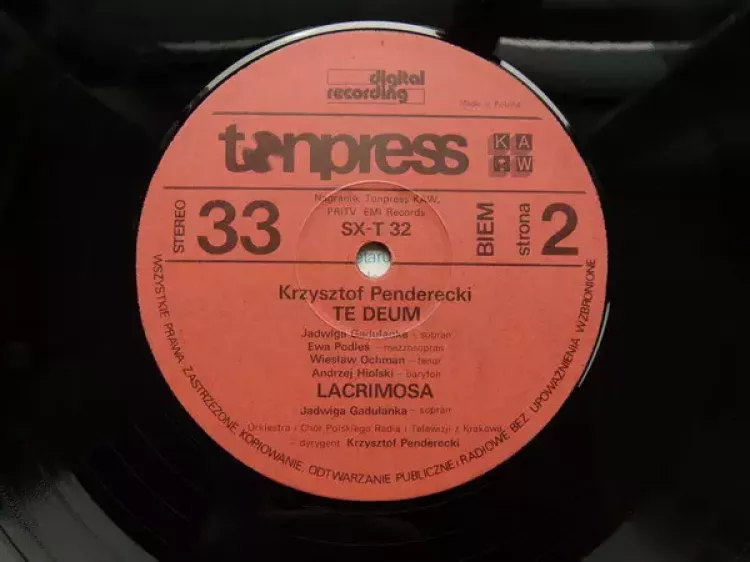 digital
recording
Made in Poland
tonpress
KAW
Nagranie: Tonpress KAW,
PRiTV EMI Records
STEREO
33
SX-T 32
BIEM
strona
2
Krzysztof Penderecki
TE DEUM
Jadwiga Gadulanka – sopran
Ewa Podleś – mezzosopran
Wiesław Ochman – tenor
Andrzej Hiolski – baryton
LACRIMOSA
Jadwiga Gadulanka – sopran
Orkiestra i Chór Polskiego Radia i Telewizji z Krakowa,
– dyrygent Krzysztof Penderecki
WSZYSTKIE PRAWA ZASTRZEŻONE KOPIOWANIE, ODTWARZANIE PUBLICZNE i RADIOWE BEZ UPOWAŻNIENIA WZBRONIONE